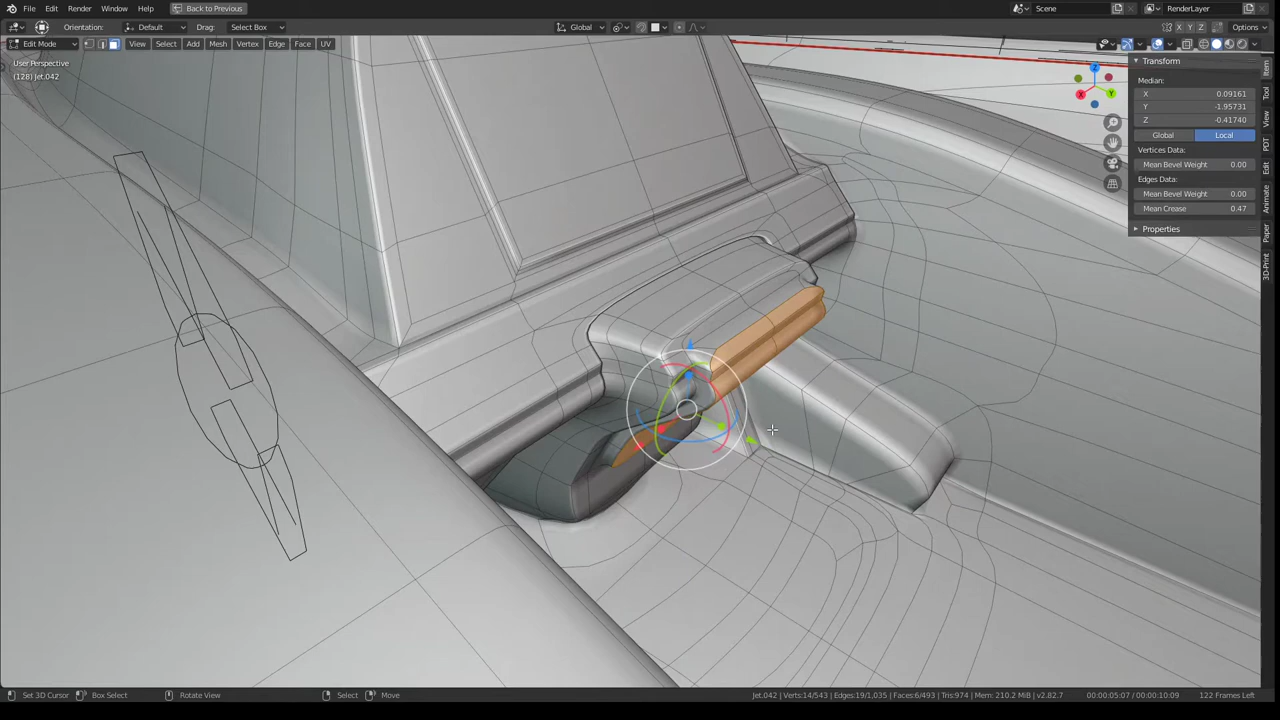 File Edit Render Window Help Back to Previous Scene RenderLayer
Orientation: Default Drag: Select Box Global X Y Z Options
Edit Mode View Select Add Mesh Vertex Edge Face UV
User Perspective
(128) Jet.042
Transform
Median:
X 0.09161
Y -1.95731
Z -0.41740
Global Local
Vertices Data:
Mean Bevel Weight 0.00
Edges Data:
Mean Bevel Weight 0.00
Mean Crease 0.47
Properties
Z
X
Y
Item
Tool
View
PDT
Edit
Animate
Paper
3D-Print
Set 3D Cursor Box Select Rotate View Select Move Jet.042 | Verts:14/543 | Edges:19/1,035 | Faces:6/493 | Tris:974 | Mem: 210.2 MiB | v2.82.7 00:00:05:07 / 00:00:10:09 122 Frames Left